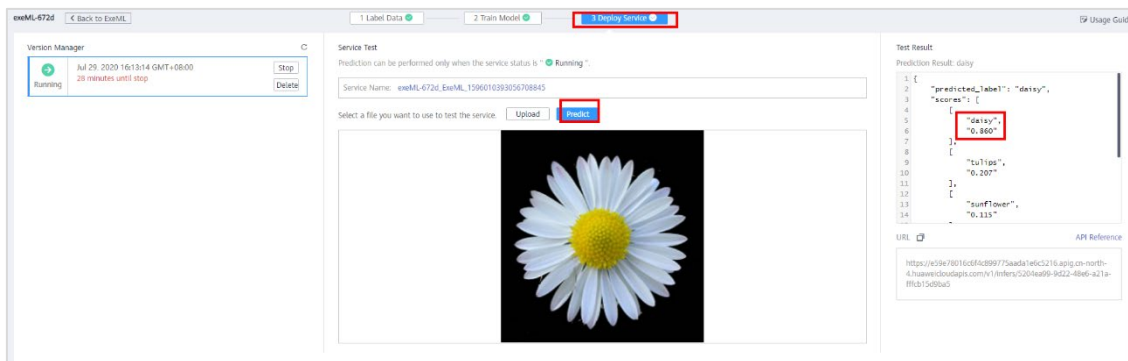 exeML-672d < Back to ExeML 1 Label Data 2 Train Model 3 Deploy Service Usage Guid
Version Manager
Jul 29, 2020 16:13:14 GMT+08:00 Stop
28 minutes until stop
Running Delete
Service Test
Prediction can be performed only when the service status is " Running ".
Service Name: exeML-672d_ExeML_1596010393056708845
Select a file you want to use to test the service. Upload Predict
Test Result
Prediction Result: daisy
1 {
2 "predicted_label": "daisy",
3 "scores": [
4 [
5 "daisy",
6 "0.860"
7 ],
8 [
9 "tulips",
10 "0.207"
11 ],
12 [
13 "sunflower",
14 "0.115"
URL API Reference
4.huaweicloudapis.com/v1/infers/5204ea99-9d22-48e6-a21a-
fffcb15d9ba5